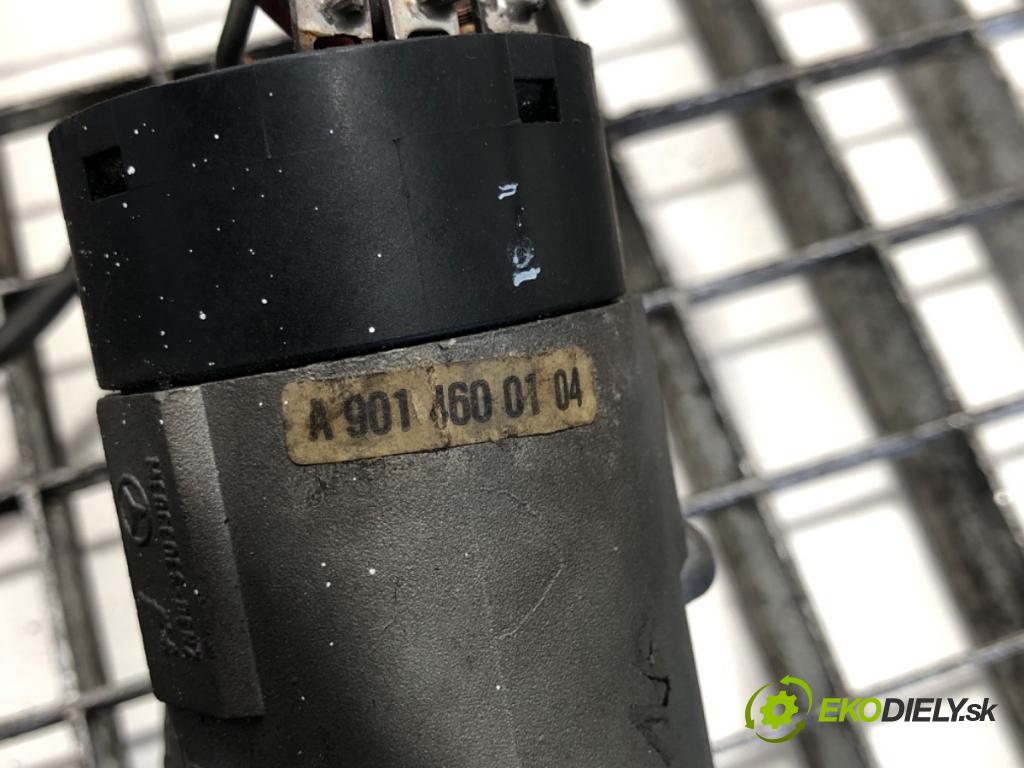 A 901 460 01 04
MERCEDES-BENZ
EKODIELY.sk